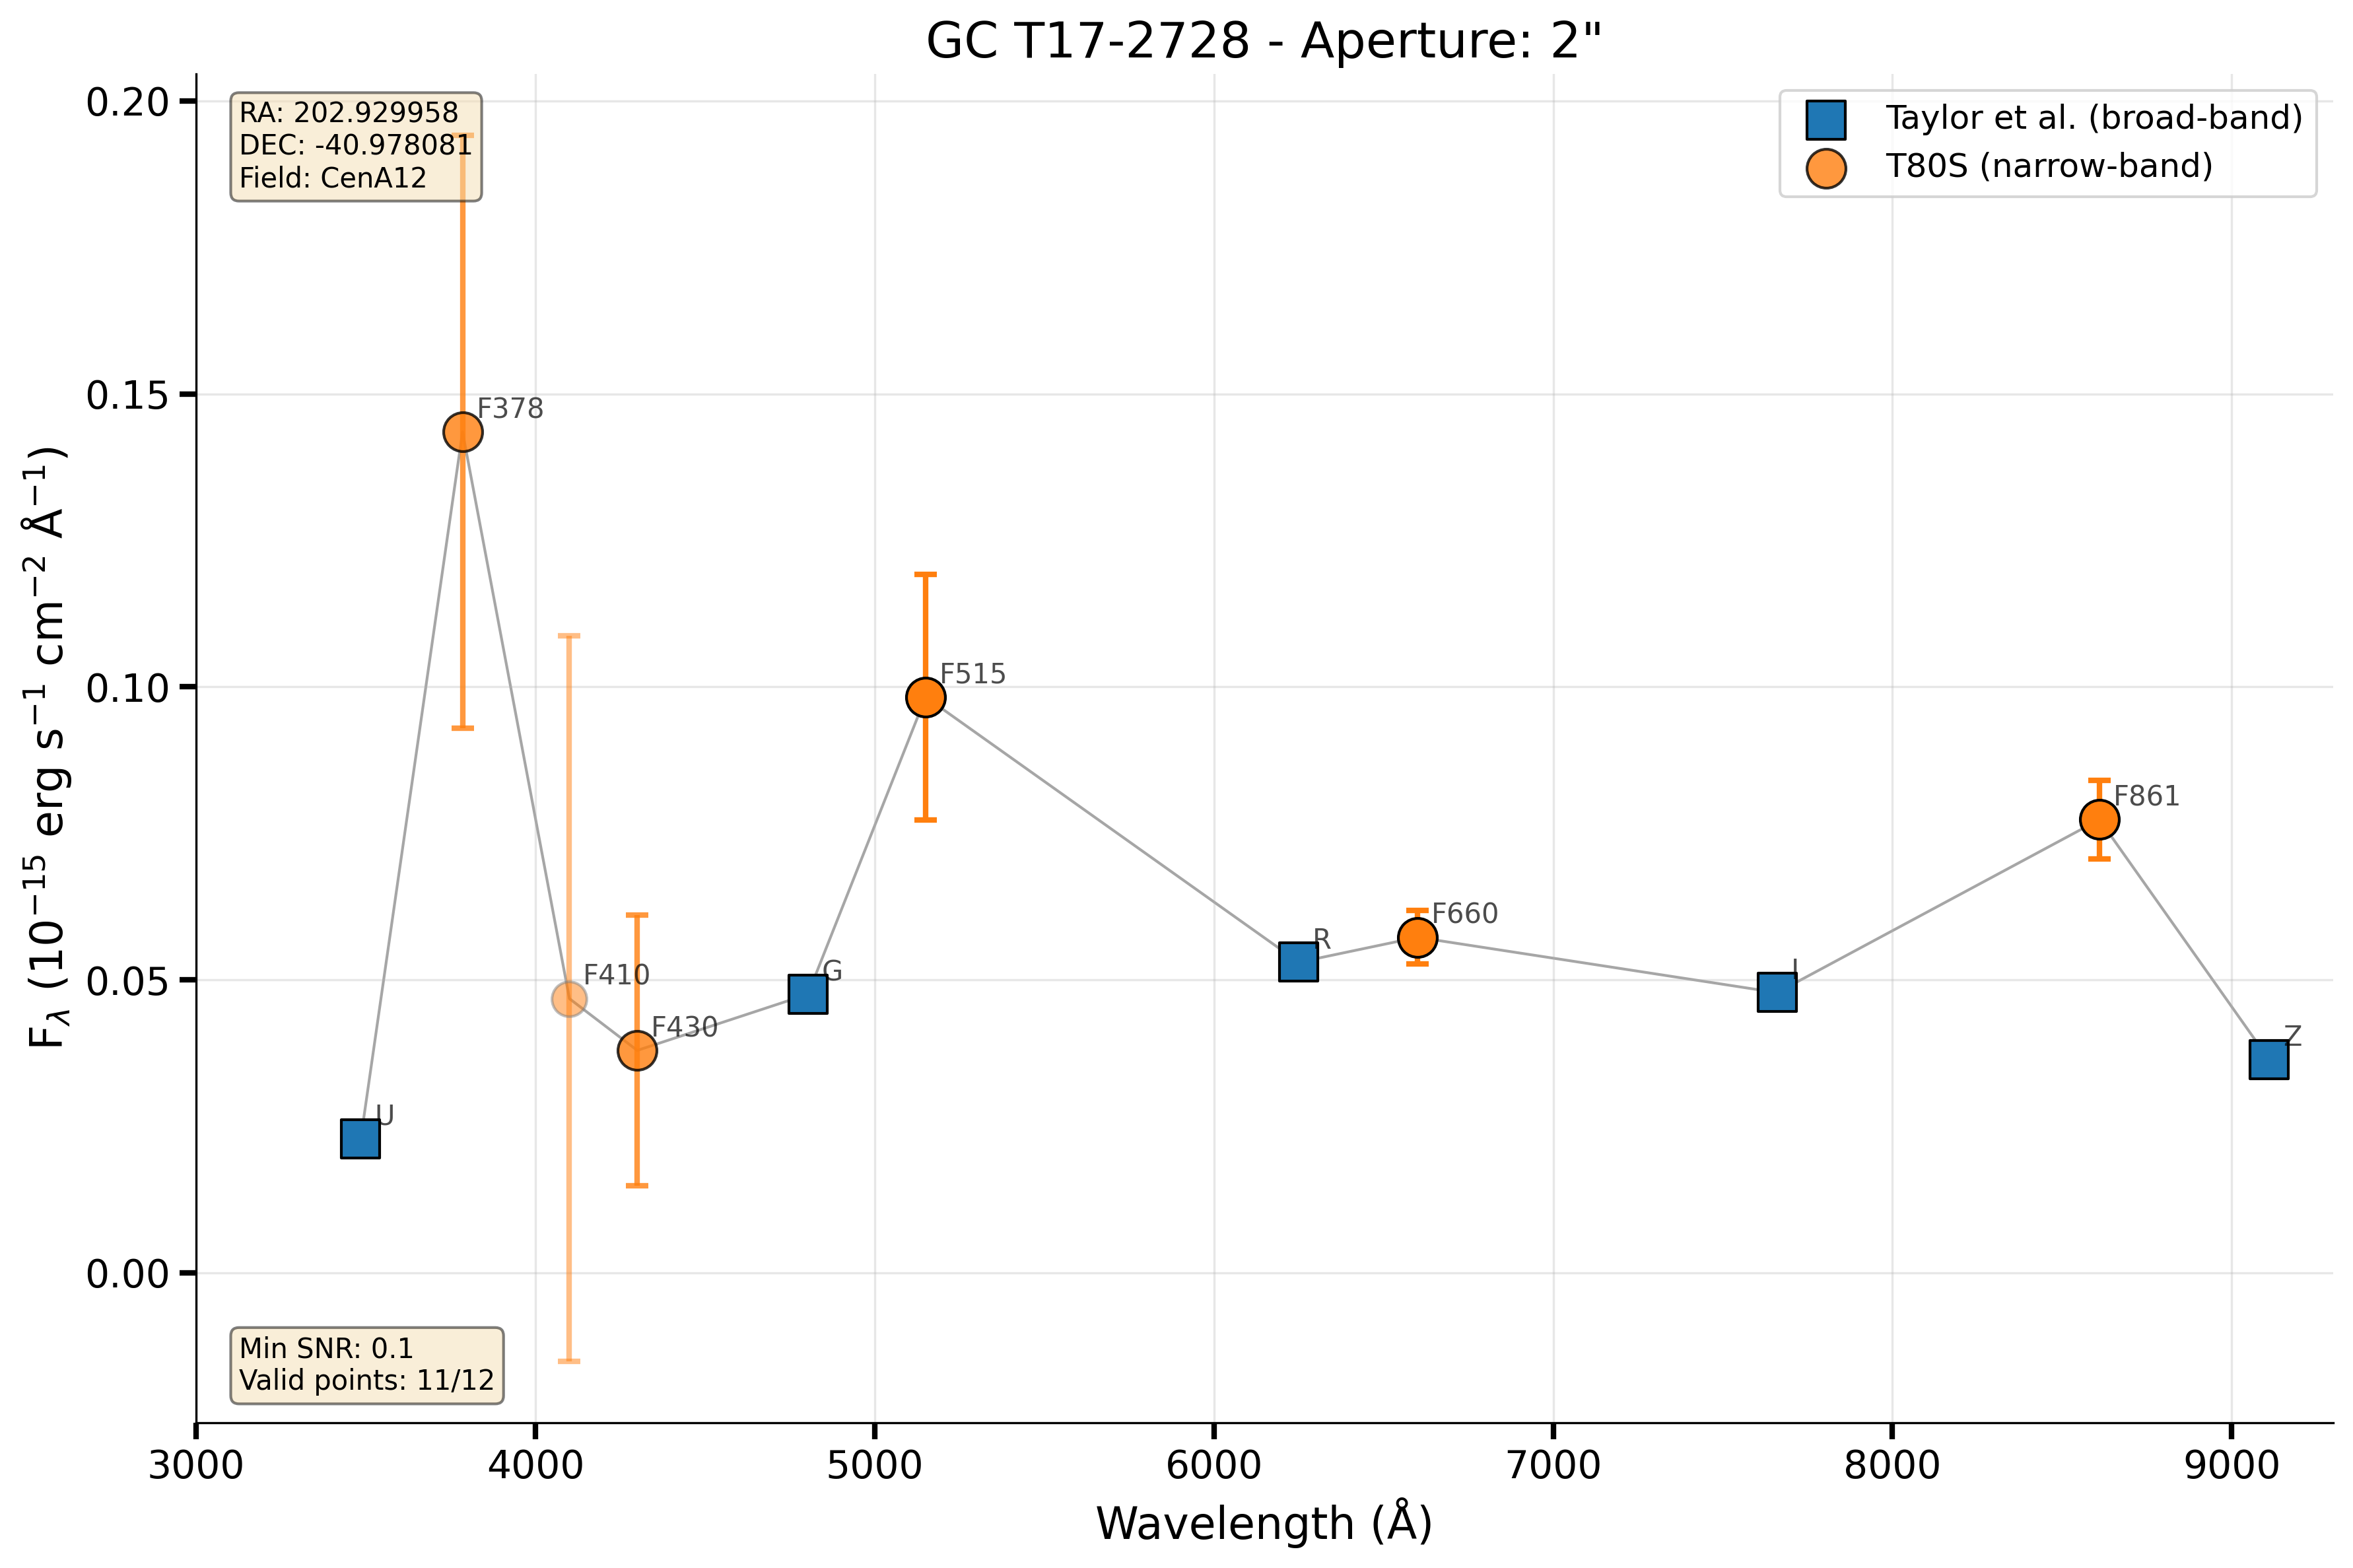 GC T17-2728 - Aperture: 2"
RA: 202.929958
DEC: -40.978081
Field: CenA12
Taylor et al. (broad-band)
T80S (narrow-band)
0.20
0.15
0.10
0.05
0.00
F378
F515
F861
F660
R
F410
G
I
F430
Z
U
Min SNR: 0.1
Valid points: 11/12
3000 4000 5000 6000 7000 8000 9000
Wavelength (Å)
F_λ (10⁻¹⁵ erg s⁻¹ cm⁻² Å⁻¹)